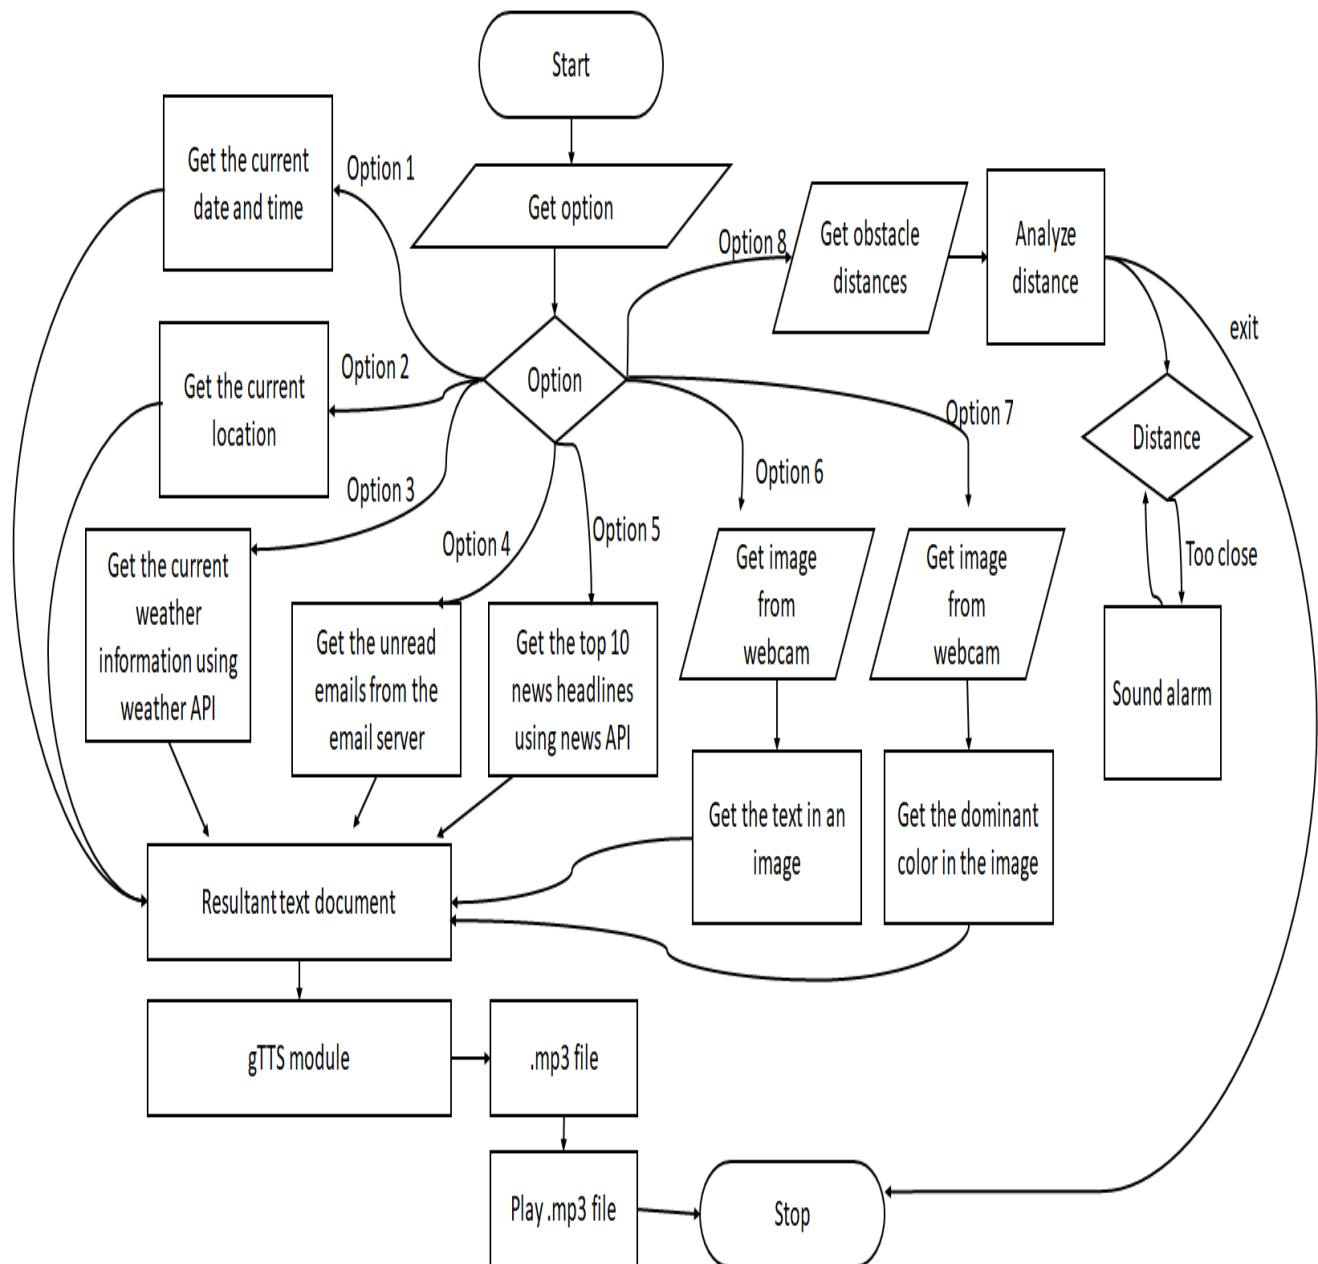 Start
Get option
Option
Option 1
Get the current
date and time
Option 2
Get the current
location
Option 3
Get the current
weather
information using
weather API
Option 4
Get the unread
emails from the
email server
Option 5
Get the top 10
news headlines
using news API
Option 6
Get image
from
webcam
Get the text in an
image
Option 7
Get image
from
webcam
Get the dominant
color in the image
Option 8
Get obstacle
distances
Analyze
distance
exit
Distance
Too close
Sound alarm
Resultant text document
gTTS module
.mp3 file
Play .mp3 file
Stop